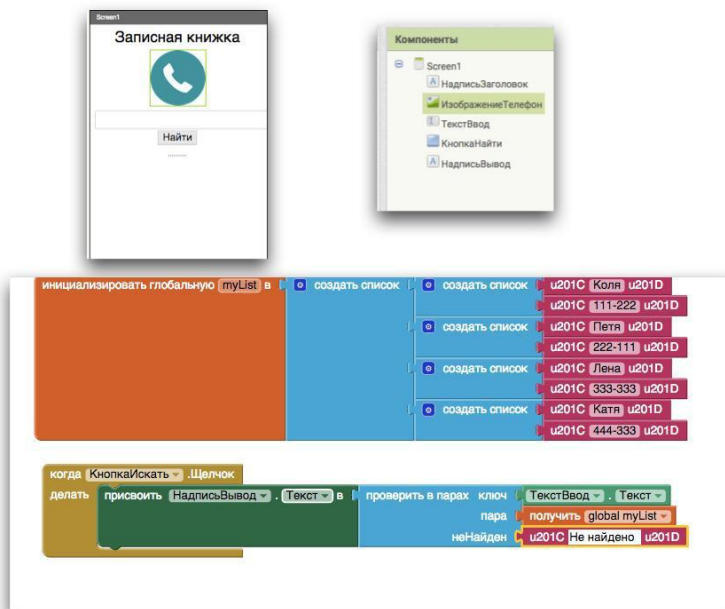 Screen1
Записная книжка
Найти
Компоненты
Screen1
НадписьЗаголовок
ИзображениеТелефон
ТекстВвод
КнопкаНайти
НадписьВывод
инициализировать глобальную myList в создать список создать список u201C Коля u201D
u201C 111-222 u201D
создать список u201C Петя u201D
u201C 222-111 u201D
создать список u201C Лена u201D
u201C 333-333 u201D
создать список u201C Катя u201D
u201C 444-333 u201D
когда КнопкаИскать .Щелчок
делать присвоить НадписьВывод . Текст в проверить в парах ключ ТекстВвод . Текст
пара получить global myList
неНайден u201C Не найдено u201D